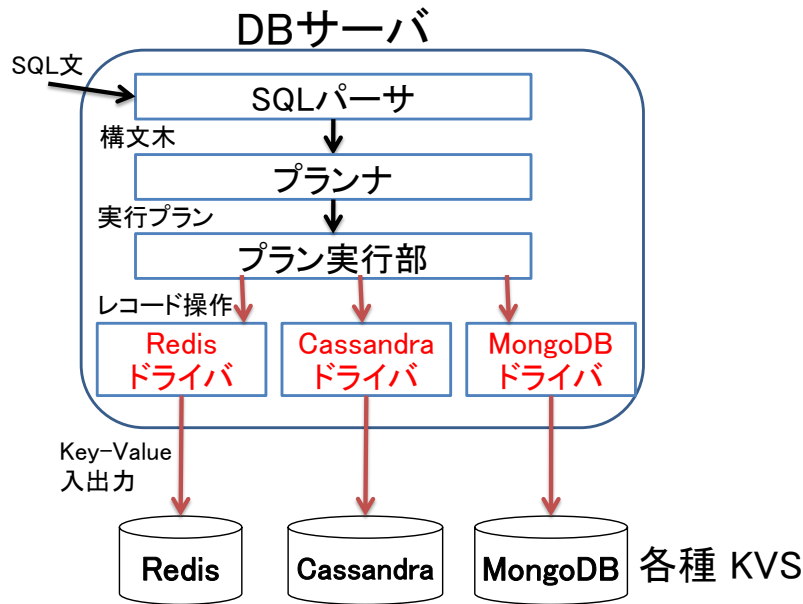 DBサーバ
SQL文
SQLパーサ
構文木
プランナ
実行プラン
プラン実行部
レコード操作
Redis
ドライバ
Cassandra
ドライバ
MongoDB
ドライバ
Key-Value
入出力
Redis
Cassandra
MongoDB
各種 KVS